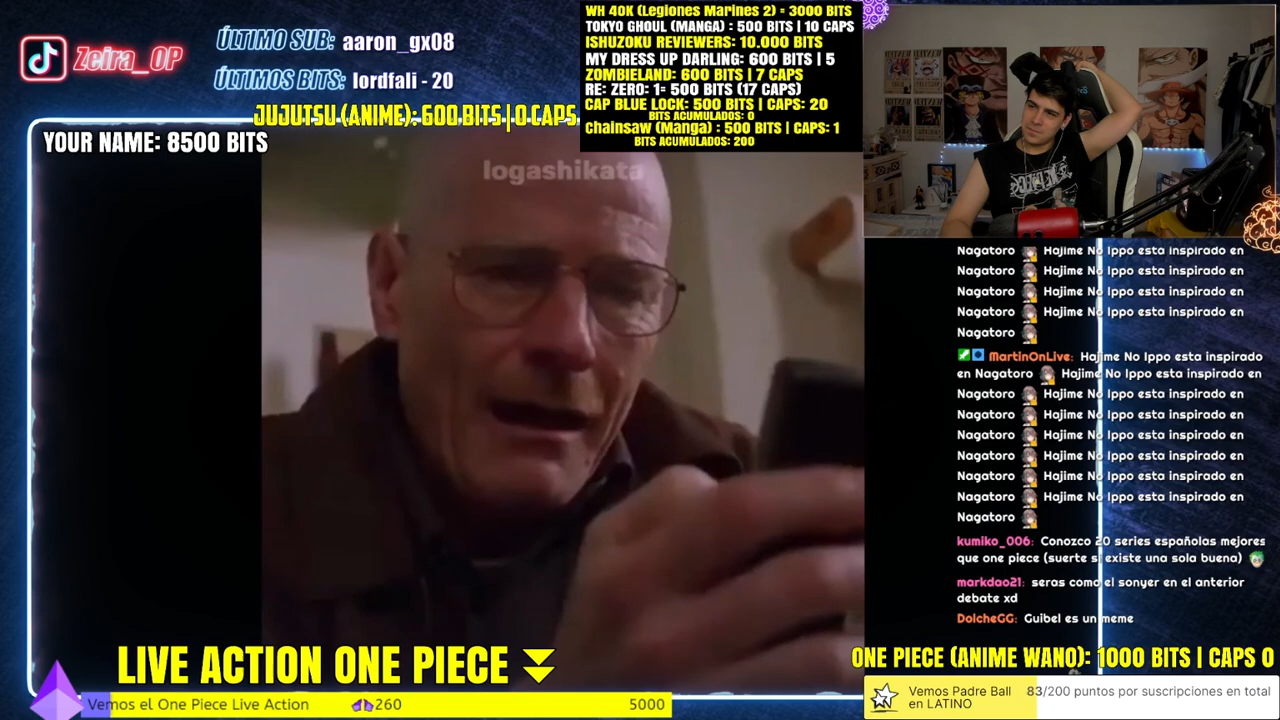 Zeira_OP
ÚLTIMO SUB: aaron_gx08
ÚLTIMOS BITS: lordfali - 20
JUJUTSU (ANIME): 600 BITS | 0 CAPS
YOUR NAME: 8500 BITS
WH 40K (Legiones Marines 2) = 3000 BITS
TOKYO GHOUL (MANGA) : 500 BITS | 10 CAPS
ISHUZOKU REVIEWERS: 10.000 BITS
MY DRESS UP DARLING: 600 BITS | 5
ZOMBIELAND: 600 BITS | 7 CAPS
RE: ZERO: 1= 500 BITS (17 CAPS)
CAP BLUE LOCK: 500 BITS | CAPS: 20
BITS ACUMULADOS: 0
Chainsaw (Manga) : 500 BITS | CAPS: 1
BITS ACUMULADOS: 200
logashikata
Nagatoro Hajime No Ippo esta inspirado en
Nagatoro Hajime No Ippo esta inspirado en
Nagatoro Hajime No Ippo esta inspirado en
Nagatoro Hajime No Ippo esta inspirado en
Nagatoro
MartinOnLive: Hajime No Ippo esta inspirado
en Nagatoro Hajime No Ippo esta inspirado en
Nagatoro Hajime No Ippo esta inspirado en
Nagatoro Hajime No Ippo esta inspirado en
Nagatoro Hajime No Ippo esta inspirado en
Nagatoro Hajime No Ippo esta inspirado en
Nagatoro Hajime No Ippo esta inspirado en
Nagatoro Hajime No Ippo esta inspirado en
Nagatoro
kumiko_006: Conozco 20 series españolas mejores
que one piece (suerte si existe una sola buena)
markdao21: seras como el sonyer en el anterior
debate xd
DolcheGG: Guibel es un meme
LIVE ACTION ONE PIECE
Vemos el One Piece Live Action 260 5000
ONE PIECE (ANIME WANO): 1000 BITS | CAPS 0
Vemos Padre Ball
en LATINO
83/200 puntos por suscripciones en total